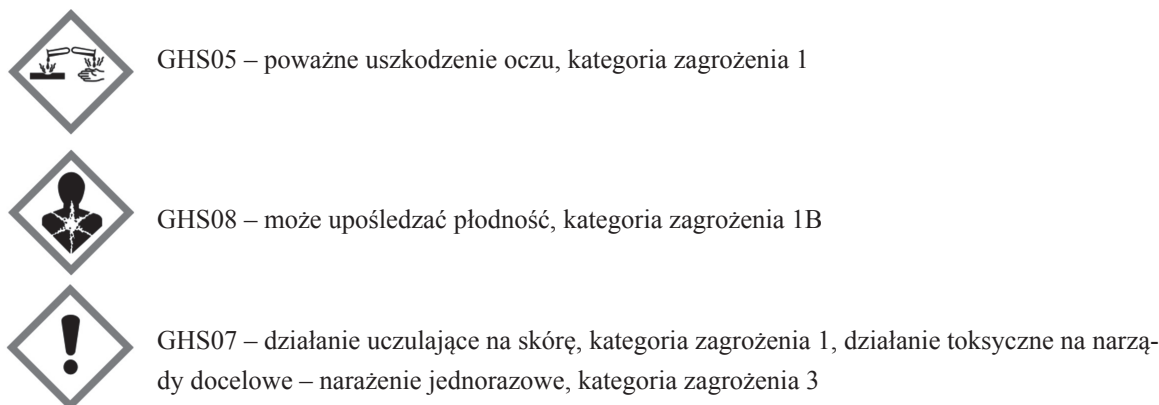 GHS05 – poważne uszkodzenie oczu, kategoria zagrożenia 1
GHS08 – może upośledzać płodność, kategoria zagrożenia 1B
GHS07 – działanie uczulające na skórę, kategoria zagrożenia 1, działanie toksyczne na narzą-
dy docelowe – narażenie jednorazowe, kategoria zagrożenia 3